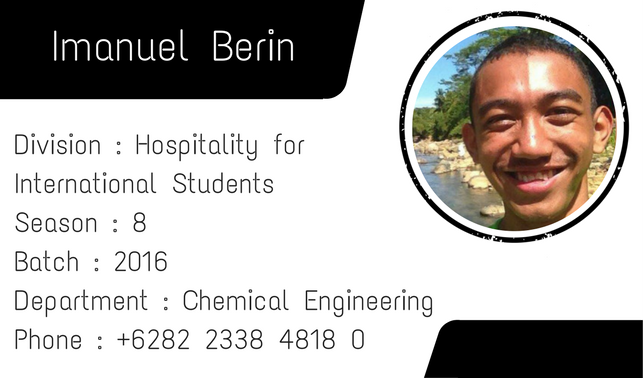 Imanuel Berin
Division : Hospitality for
International Students
Season : 8
Batch : 2016
Department : Chemical Engineering
Phone : +6282 2338 4818 0